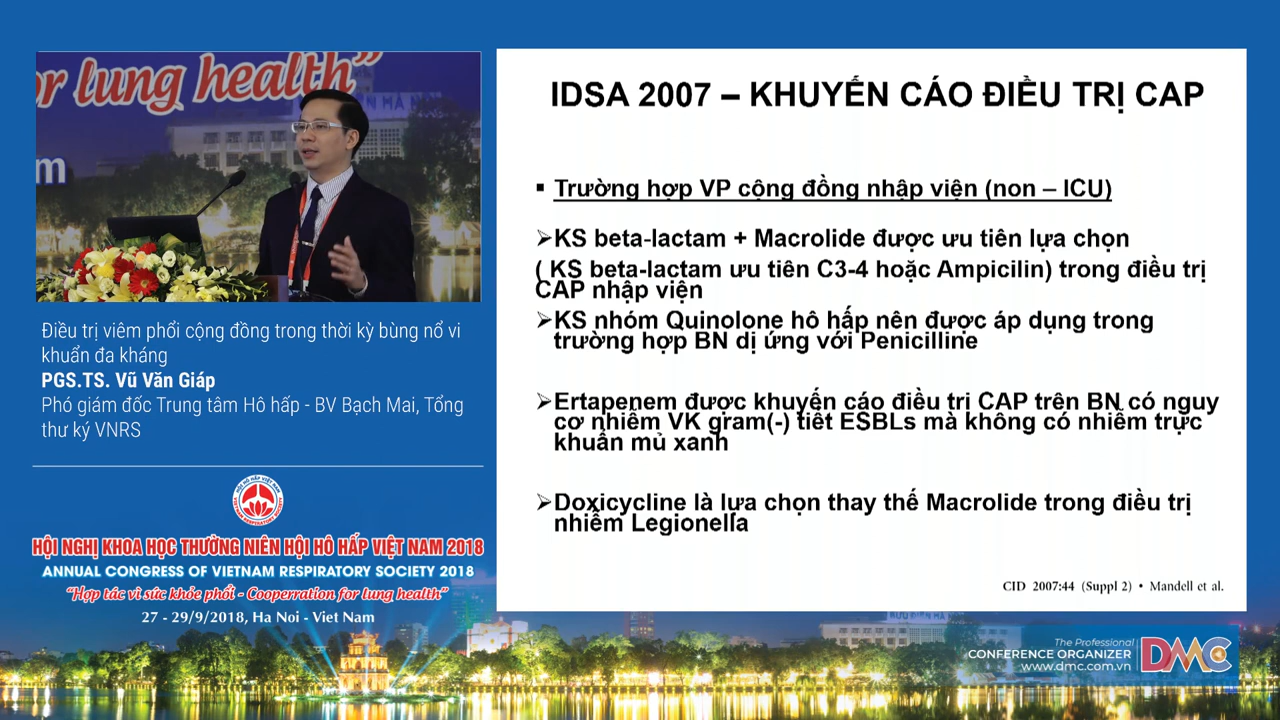 or lung health”
m
Điều trị viêm phổi cộng đồng trong thời kỳ bùng nổ vi
khuẩn đa kháng
PGS.TS. Vũ Văn Giáp
Phó giám đốc Trung tâm Hô hấp - BV Bạch Mai, Tổng
thư ký VNRS
HỘI HÔ HẤP VIỆT NAM
HỘI NGHỊ KHOA HỌC THƯỜNG NIÊN HỘI HÔ HẤP VIỆT NAM 2018
ANNUAL CONGRESS OF VIETNAM RESPIRATORY SOCIETY 2018
“Hợp tác vì sức khỏe phổi - Cooperration for lung health”
27 - 29/9/2018, Ha Noi - Viet Nam
IDSA 2007 – KHUYẾN CÁO ĐIỀU TRỊ CAP
▪ Trường hợp VP cộng đồng nhập viện (non – ICU)
➢KS beta-lactam + Macrolide được ưu tiên lựa chọn
( KS beta-lactam ưu tiên C3-4 hoặc Ampicilin) trong điều trị
CAP nhập viện
➢KS nhóm Quinolone hô hấp nên được áp dụng trong
trường hợp BN dị ứng với Penicilline
➢Ertapenem được khuyến cáo điều trị CAP trên BN có nguy
cơ nhiễm VK gram(-) tiết ESBLs mà không có nhiễm trực
khuẩn mủ xanh
➢Doxicycline là lựa chọn thay thế Macrolide trong điều trị
nhiễm Legionella
CID 2007:44 (Suppl 2) • Mandell et al.
The Professional
CONFERENCE ORGANIZER
www.dmc.com.vn
DMC